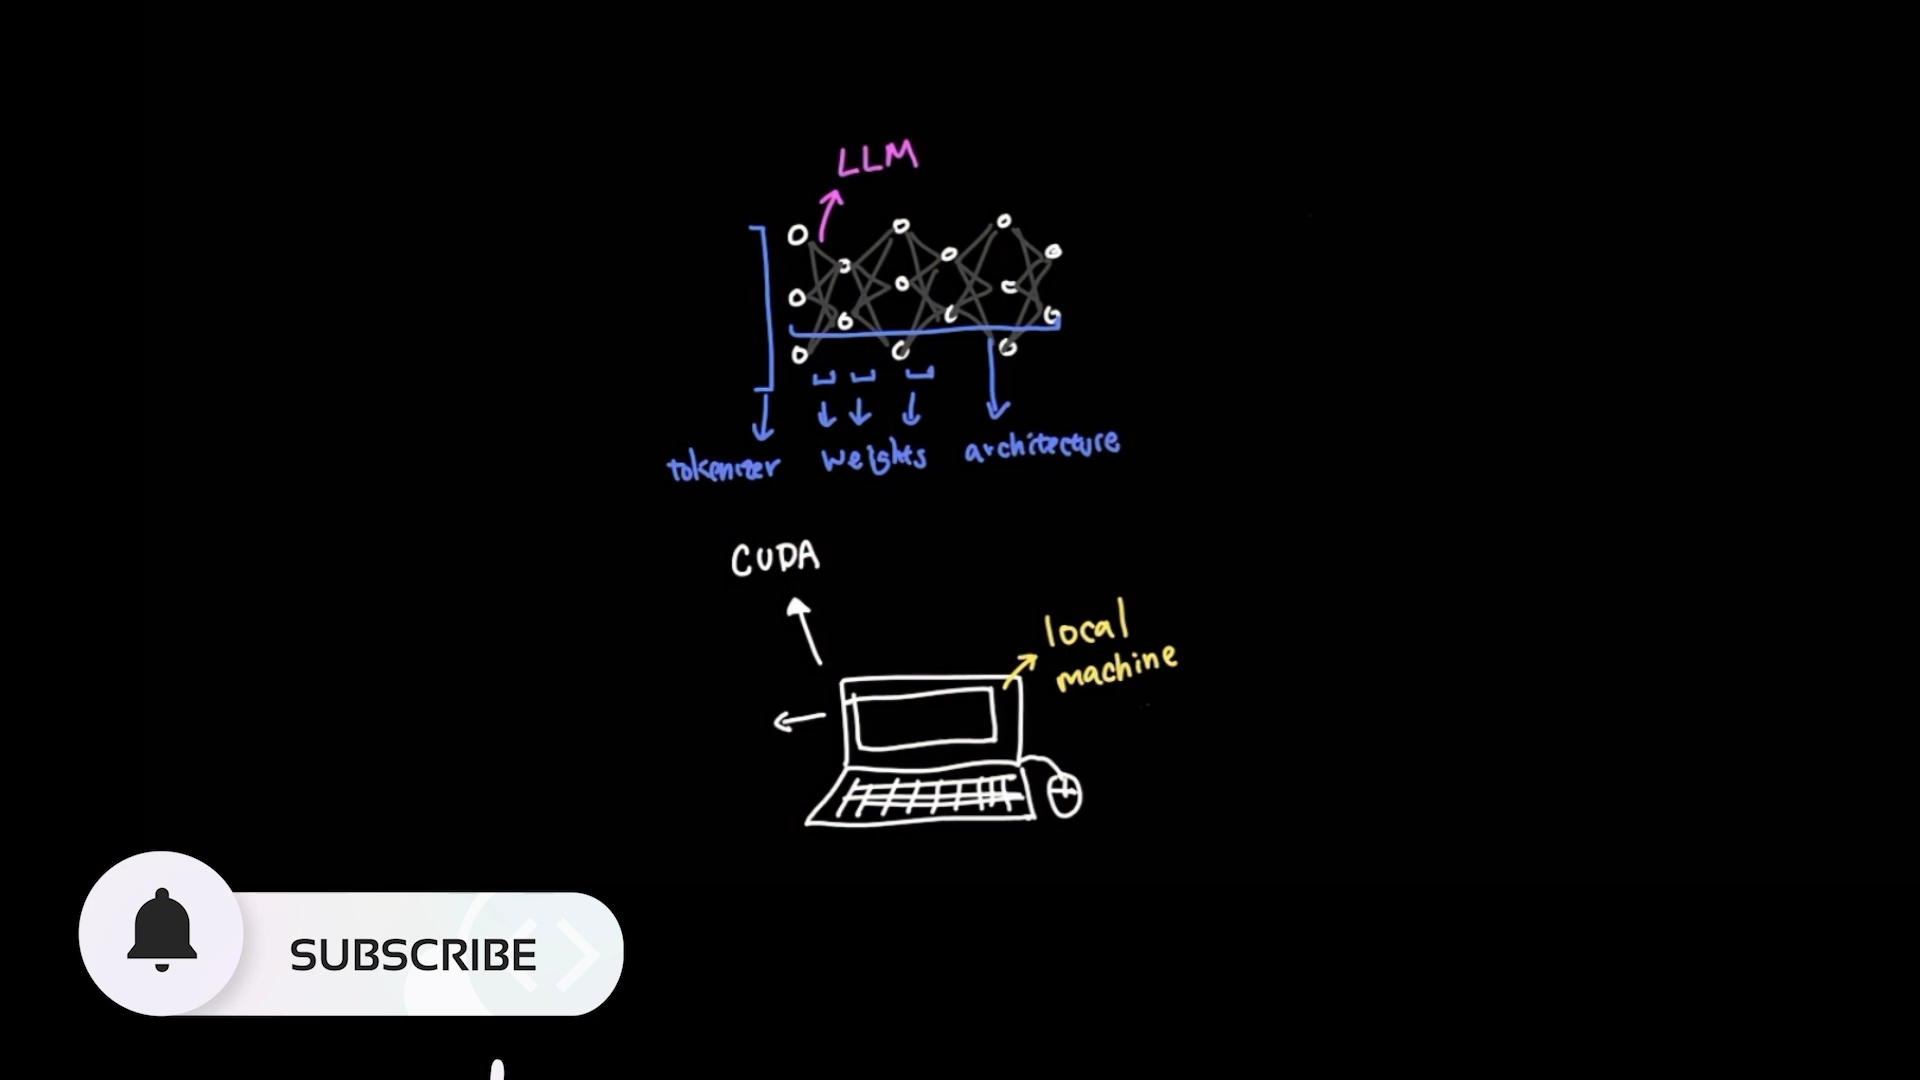 LLM
tokenizer weights architecture
CUDA
local
machine
SUBSCRIBE